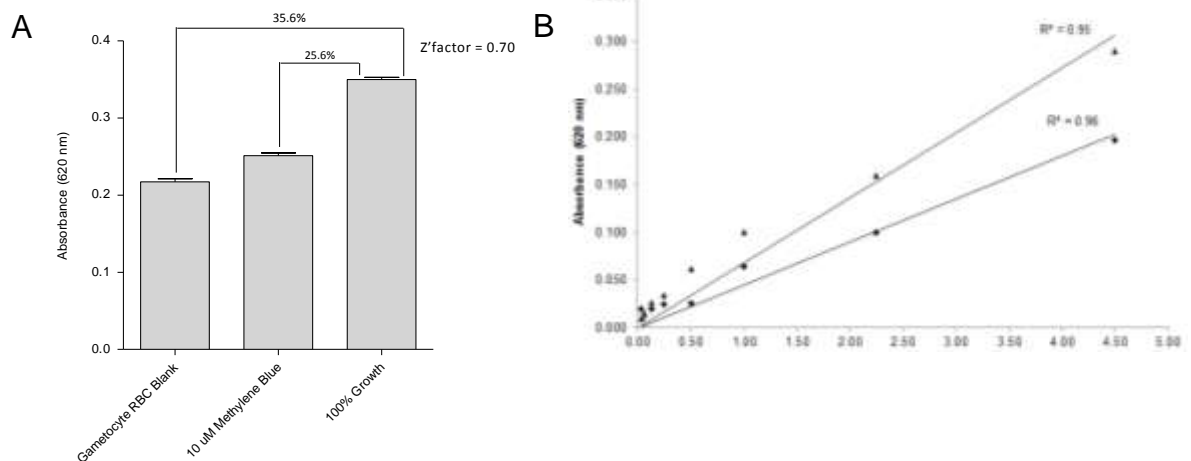 A
35.6%
25.6%
Z'factor = 0.70
0.4
0.3
0.2
0.1
0.0
Absorbance (620 nm)
Gametocyte RBC Blank
10 uM Methylene Blue
100% Growth
B
R² = 0.95
R² = 0.96
0.300
0.250
0.200
0.150
0.100
0.050
0.000
Absorbance (620 nm)
0.00 0.50 1.00 1.50 2.00 2.50 3.00 3.50 4.00 4.50 5.00